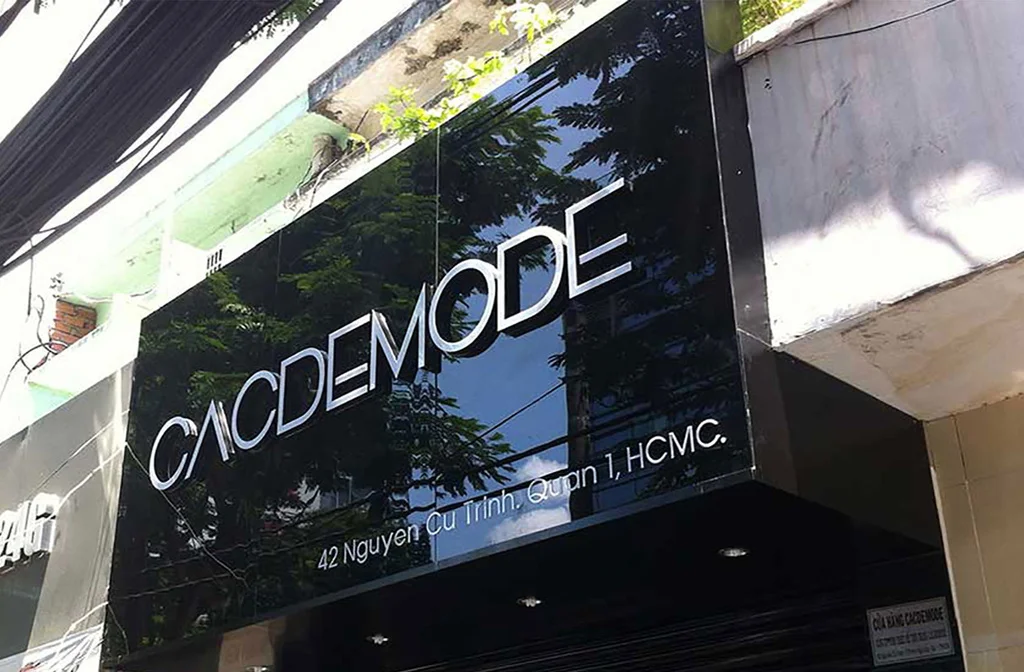 CACDEMODE
42 Nguyen Cu Trinh. Quan 1, HCMC.
CỬA HÀNG CACDEMODE